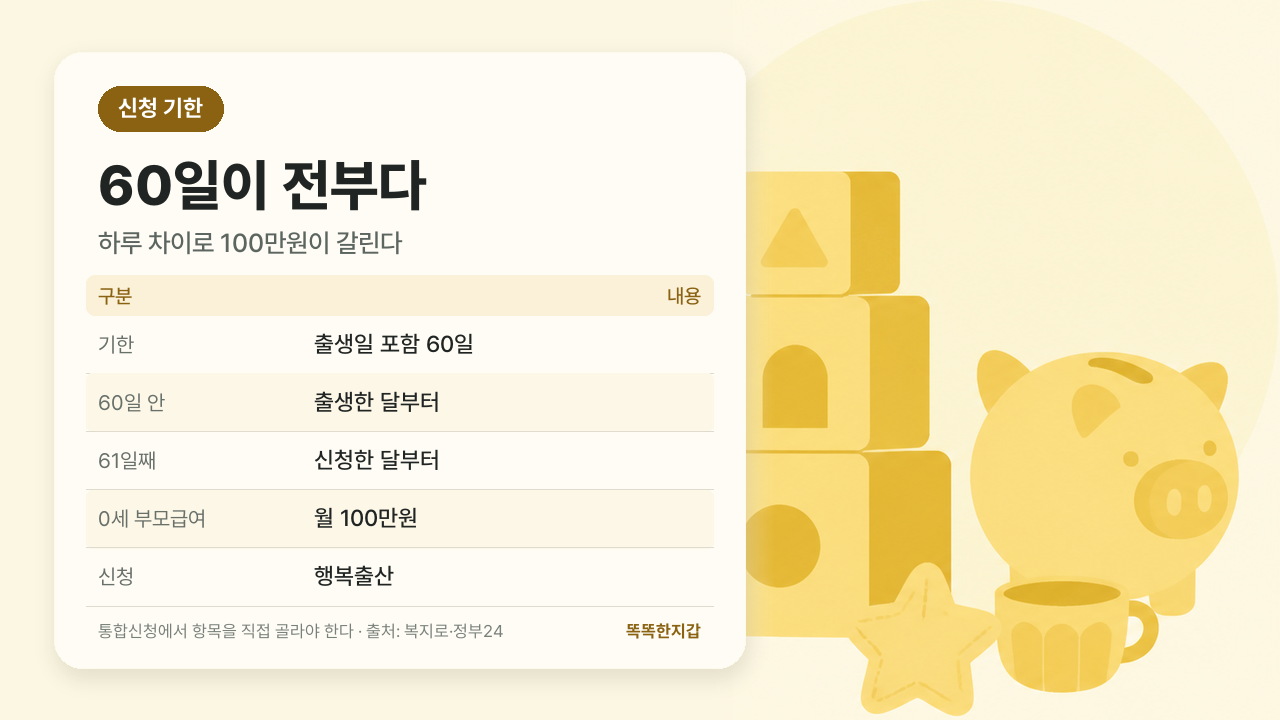 신청 기한
60일이 전부다
하루 차이로 100만원이 갈린다
구분 내용
기한 출생일 포함 60일
60일 안 출생한 달부터
61일째 신청한 달부터
0세 부모급여 월 100만원
신청 행복출산
통합신청에서 항목을 직접 골라야 한다 · 출처: 복지로·정부24 똑똑한지갑